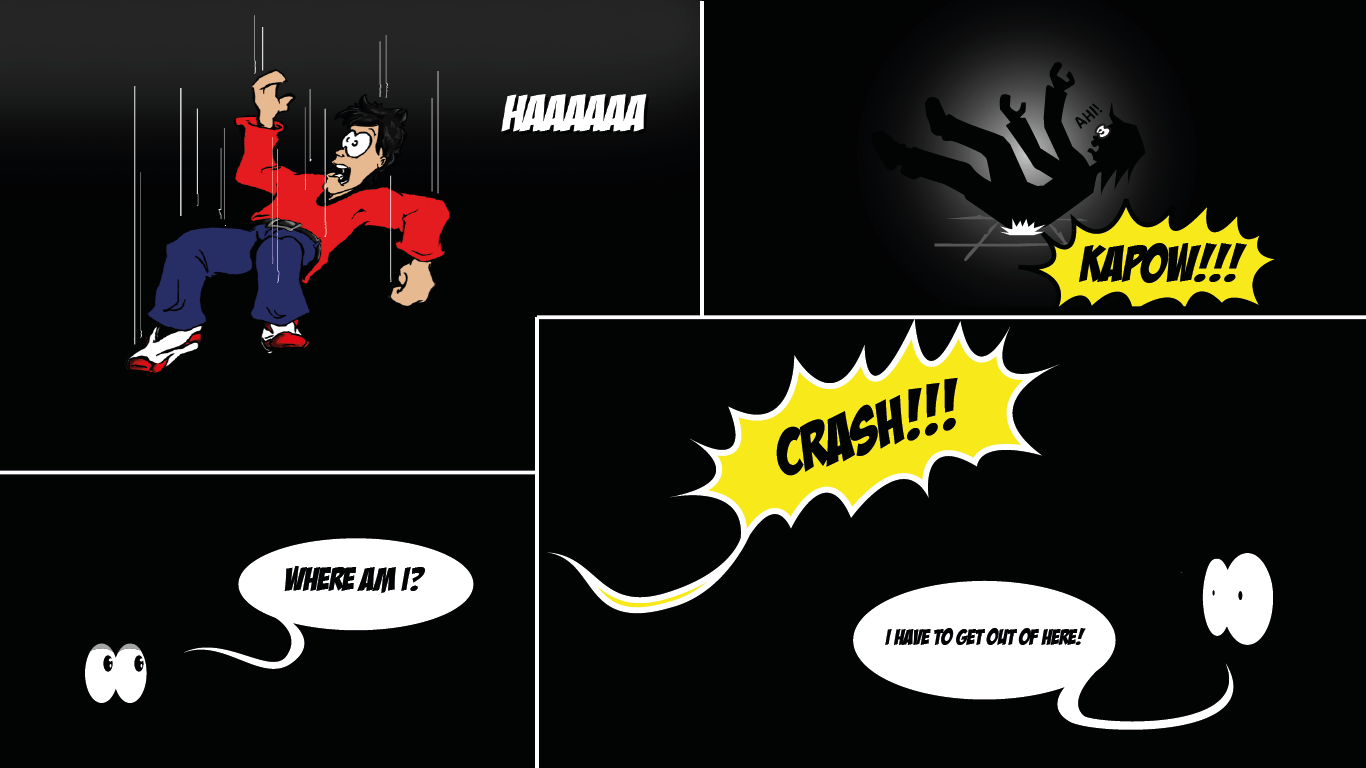 HAAAAAA
AH!!
KAPOW!!!
WHERE AM I?
CRASH!!!
I HAVE TO GET OUT OF HERE!